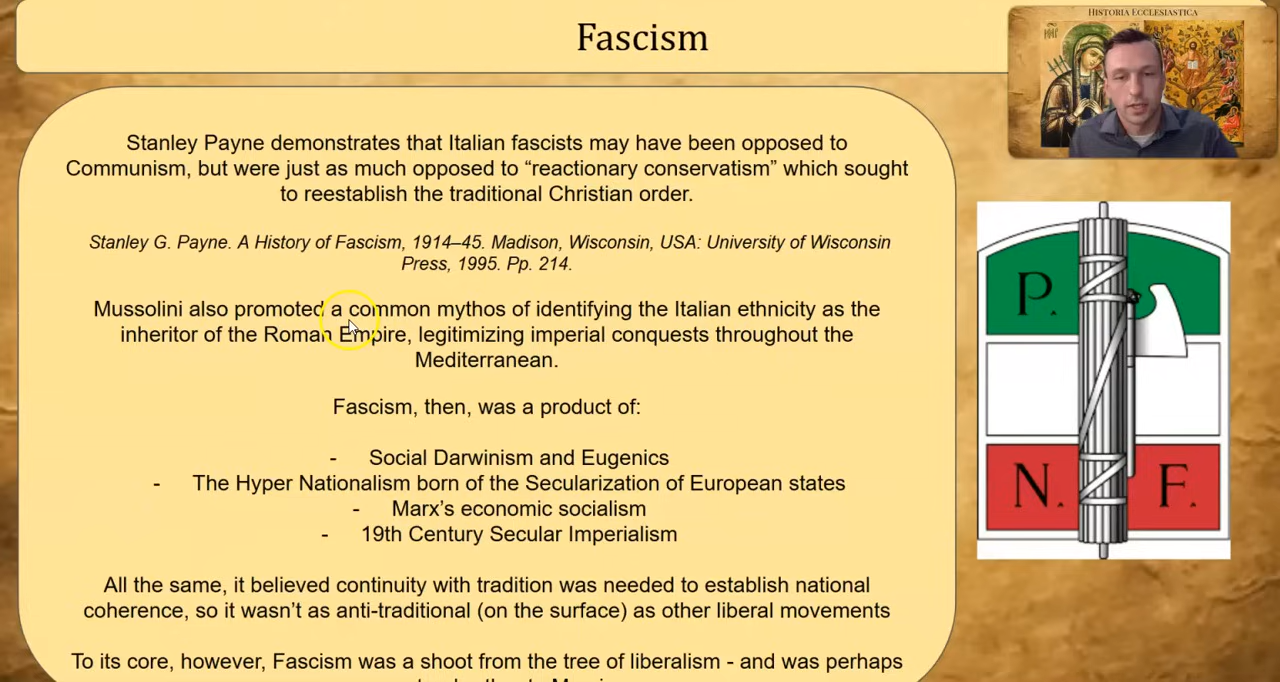 Fascism
HISTORIA ECCLESIASTICA
Stanley Payne demonstrates that Italian fascists may have been opposed to
Communism, but were just as much opposed to “reactionary conservatism” which sought
to reestablish the traditional Christian order.
Stanley G. Payne. A History of Fascism, 1914–45. Madison, Wisconsin, USA: University of Wisconsin
Press, 1995. Pp. 214.
Mussolini also promoted a common mythos of identifying the Italian ethnicity as the
inheritor of the Roman Empire, legitimizing imperial conquests throughout the
Mediterranean.
Fascism, then, was a product of:
- Social Darwinism and Eugenics
- The Hyper Nationalism born of the Secularization of European states
- Marx’s economic socialism
- 19th Century Secular Imperialism
All the same, it believed continuity with tradition was needed to establish national
coherence, so it wasn’t as anti-traditional (on the surface) as other liberal movements
To its core, however, Fascism was a shoot from the tree of liberalism - and was perhaps
P.
N. F.